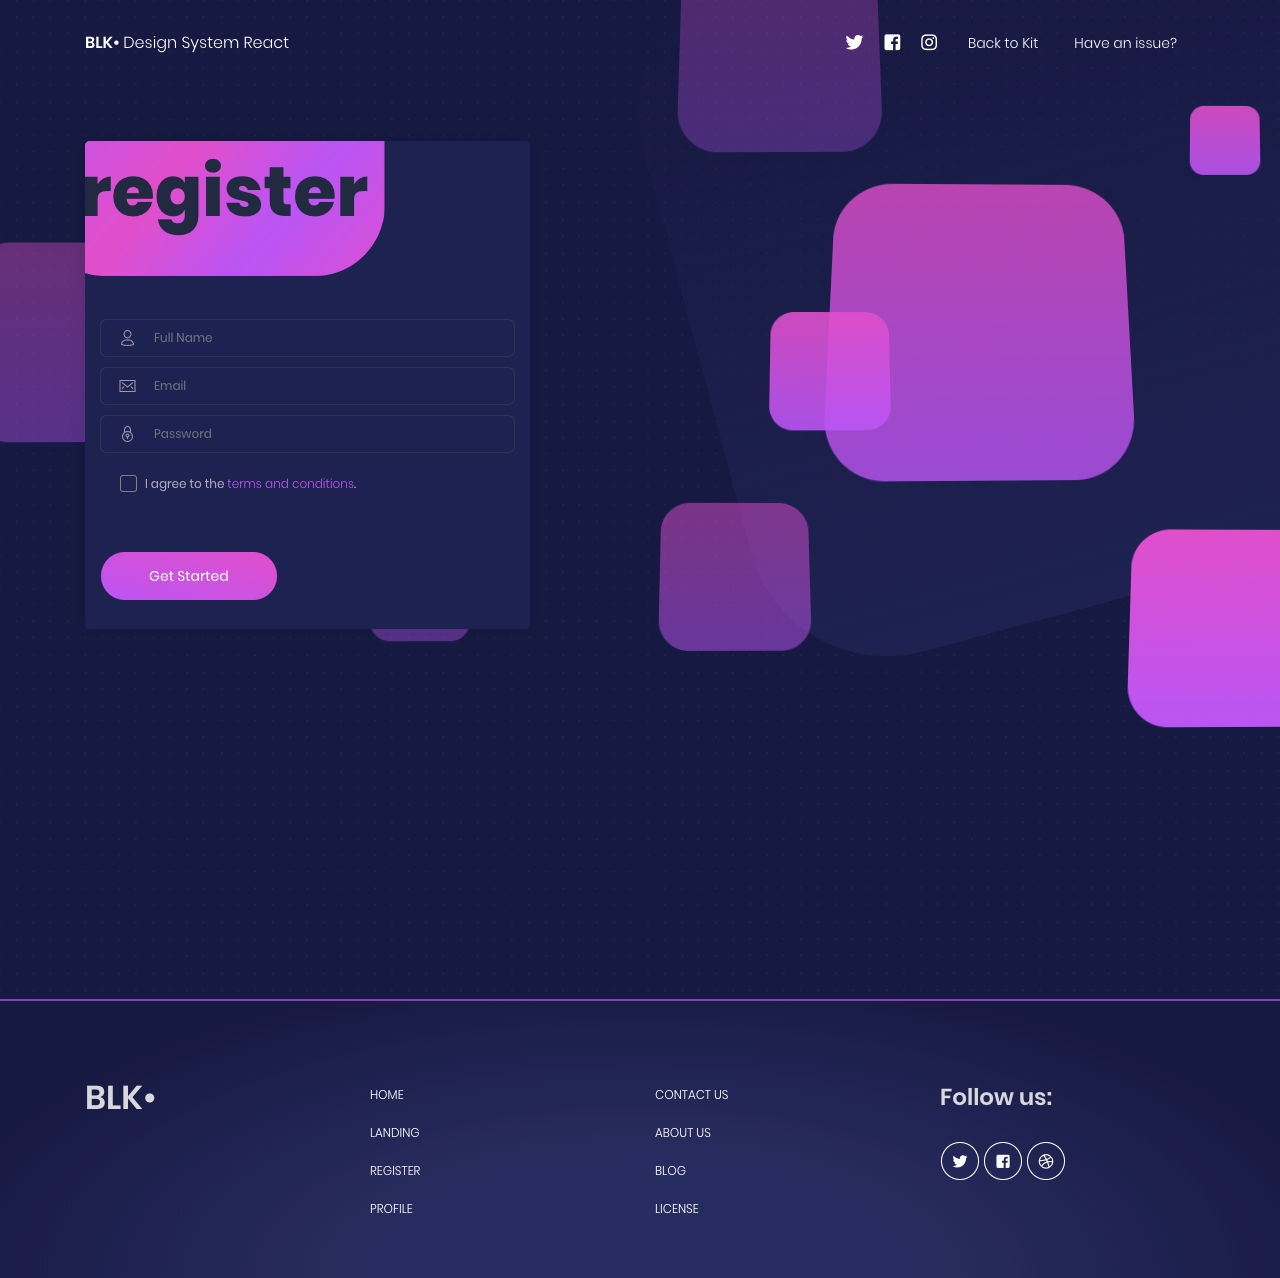 BLK• Design System React
Back to Kit
Have an issue?
register
Full Name
Email
Password
I agree to the terms and conditions.
Get Started
BLK•
HOME
LANDING
REGISTER
PROFILE
CONTACT US
ABOUT US
BLOG
LICENSE
Follow us: